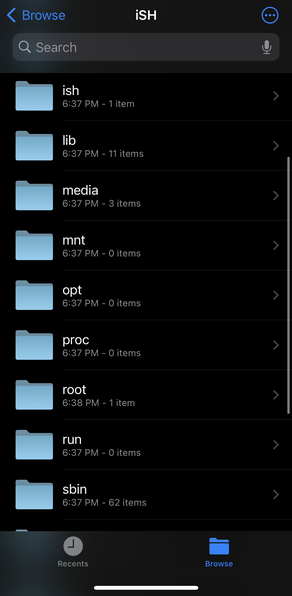 Browse
iSH
Search
ish
6:37 PM - 1 item
lib
6:37 PM - 11 items
media
6:37 PM - 3 items
mnt
6:37 PM - 0 items
opt
6:37 PM - 0 items
proc
6:37 PM - 0 items
root
6:38 PM - 1 item
run
6:37 PM - 0 items
sbin
6:37 PM - 62 items
Recents
Browse